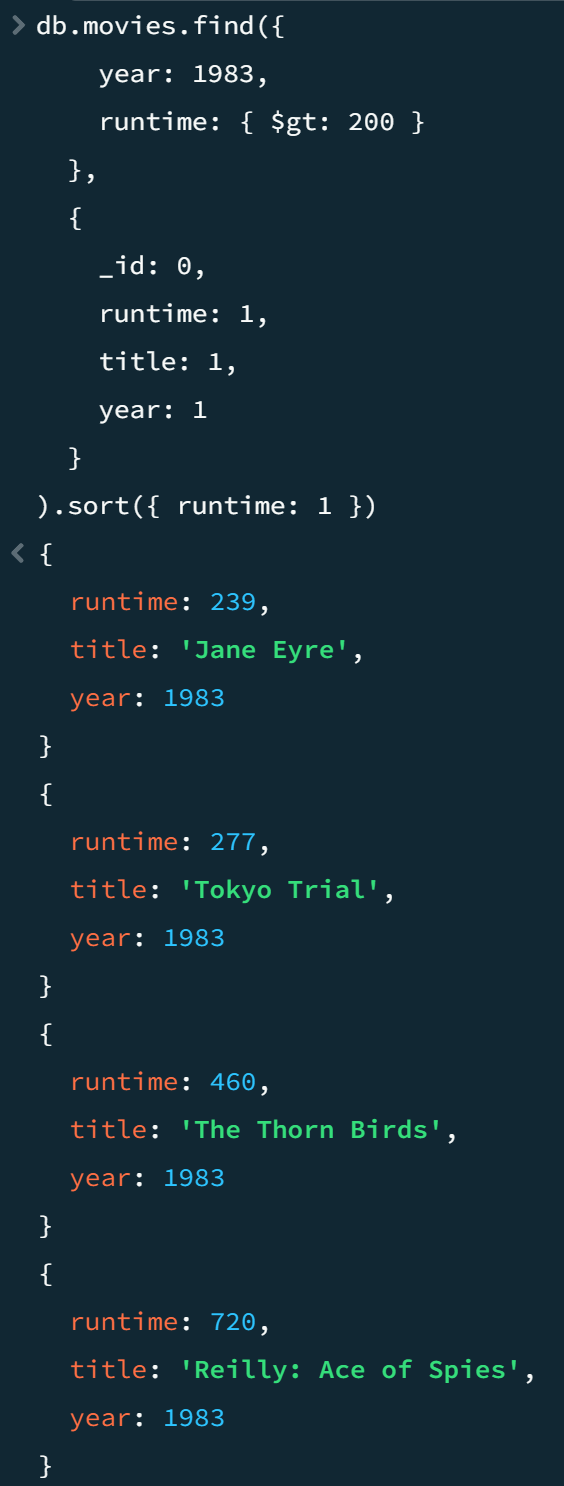 > db.movies.find({
year: 1983,
runtime: { $gt: 200 }
},
{
_id: 0,
runtime: 1,
title: 1,
year: 1
}
).sort({ runtime: 1 })
< {
runtime: 239,
title: 'Jane Eyre',
year: 1983
}
{
runtime: 277,
title: 'Tokyo Trial',
year: 1983
}
{
runtime: 460,
title: 'The Thorn Birds',
year: 1983
}
{
runtime: 720,
title: 'Reilly: Ace of Spies',
year: 1983
}